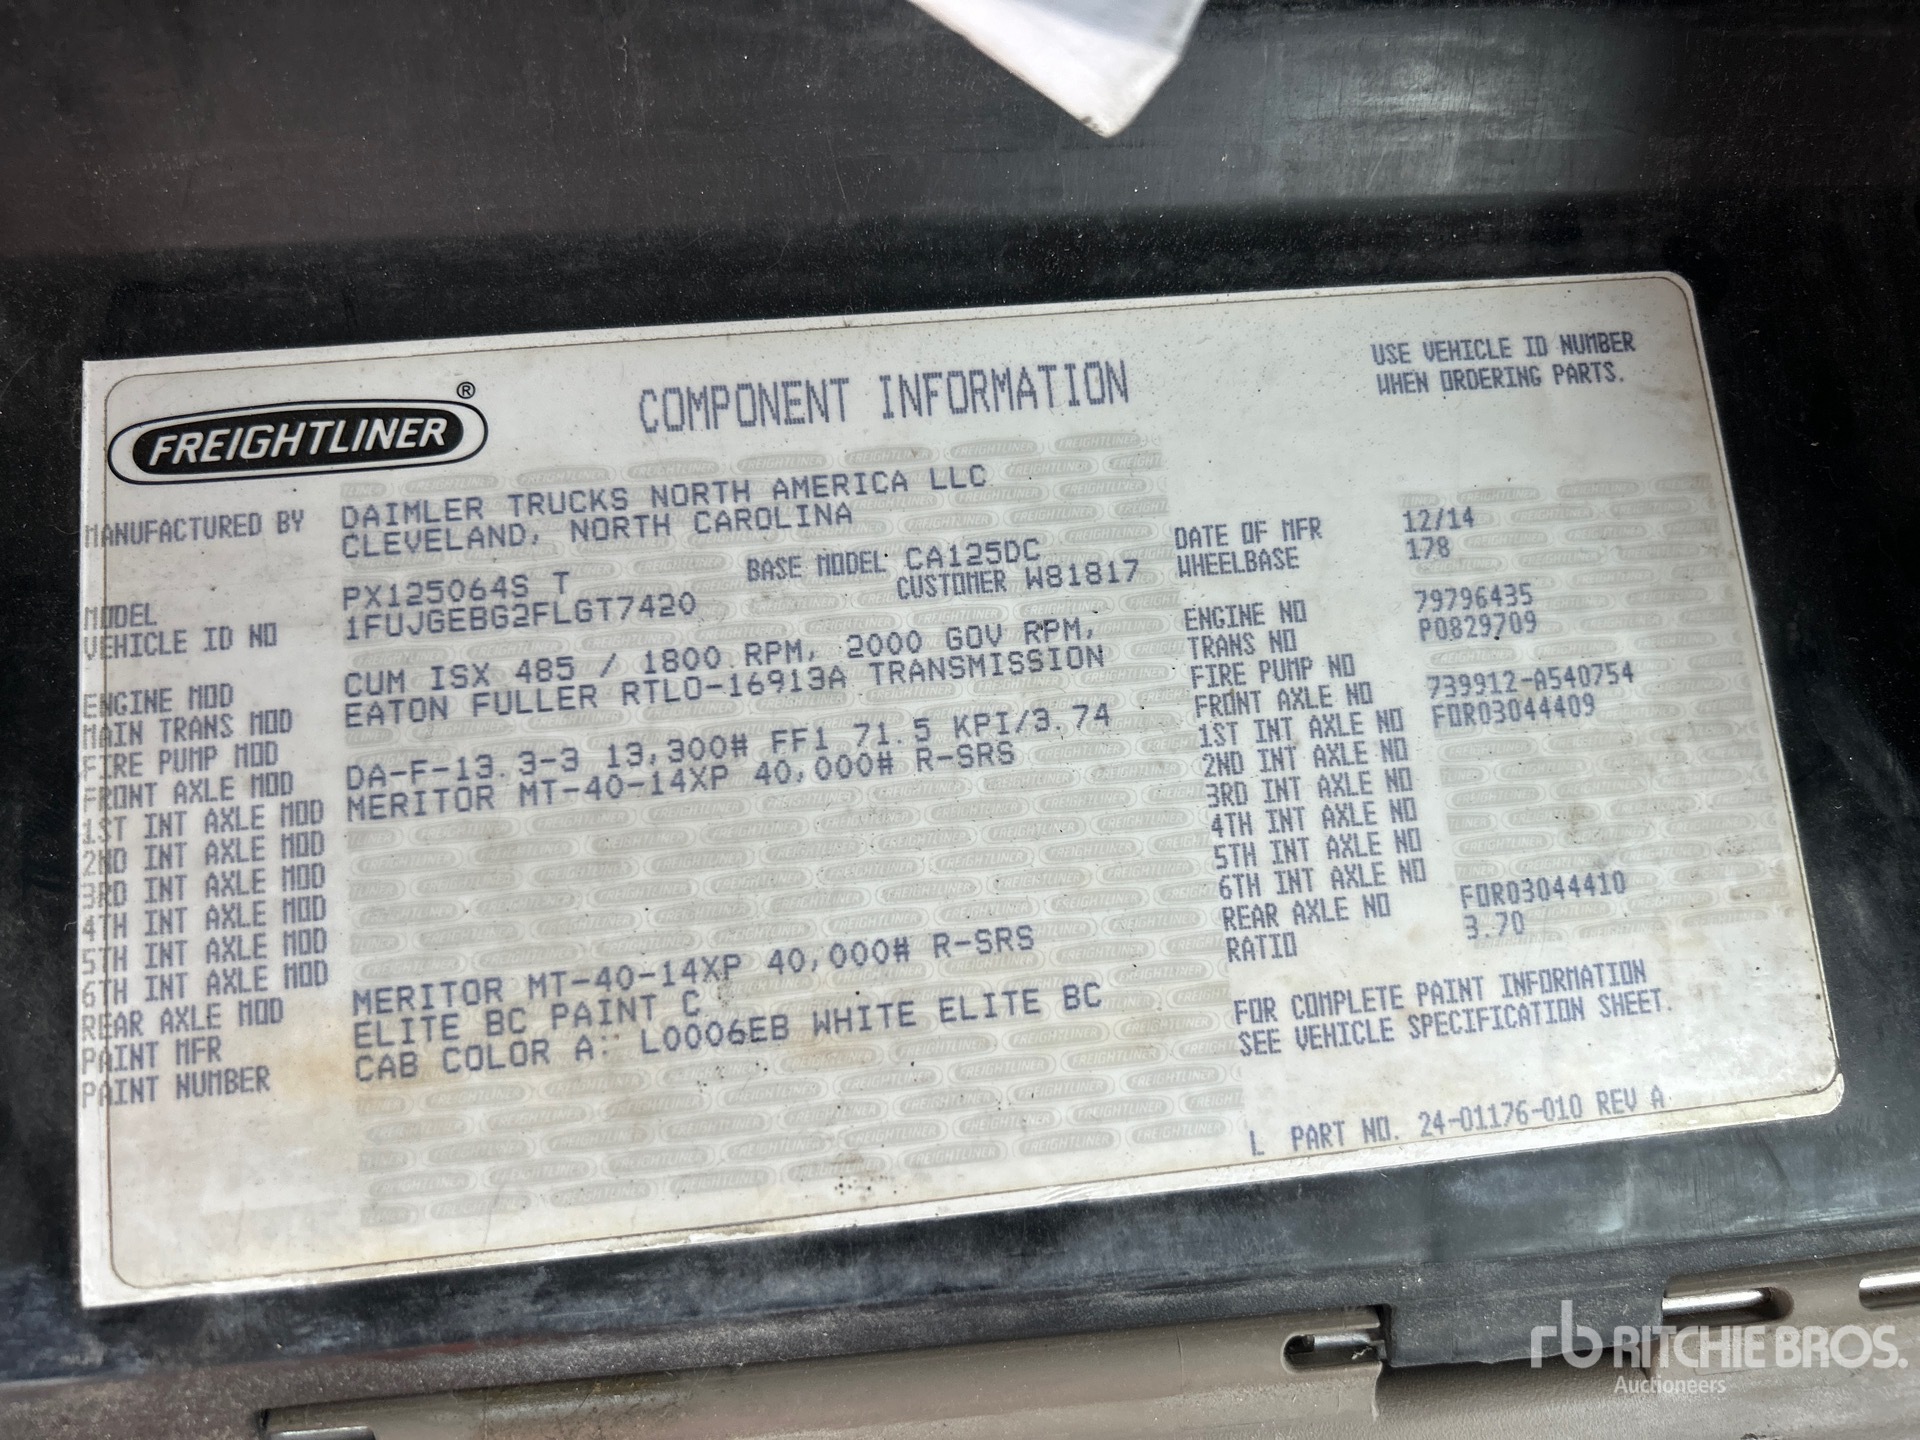 FREIGHTLINER®
COMPONENT INFORMATION
USE VEHICLE ID NUMBER
WHEN ORDERING PARTS.
MANUFACTURED BY DAIMLER TRUCKS NORTH AMERICA LLC
CLEVELAND, NORTH CAROLINA
DATE OF MFR 12/14
MODEL PX125064S T BASE MODEL CA125DC
WHEELBASE 178
VEHICLE ID NO 1FUJGEBG2FLGT7420 CUSTOMER W81817
ENGINE MOD CUM ISX 485 / 1800 RPM, 2000 GOV RPM,
ENGINE NO 79796435
MAIN TRANS MOD EATON FULLER RTLO-16913A TRANSMISSION
TRANS NO P0829709
FIRE PUMP MOD
FIRE PUMP NO
FRONT AXLE MOD DA-F-13.3-3 13,300# FF1 71.5 KPI/3.74
FRONT AXLE NO 739912-A540754
1ST INT AXLE MOD MERITOR MT-40-14XP 40,000# R-SRS
1ST INT AXLE NO FOR03044409
2ND INT AXLE MOD
2ND INT AXLE NO
3RD INT AXLE MOD
3RD INT AXLE NO
4TH INT AXLE MOD
4TH INT AXLE NO
5TH INT AXLE MOD
5TH INT AXLE NO
6TH INT AXLE MOD
6TH INT AXLE NO
REAR AXLE MOD MERITOR MT-40-14XP 40,000# R-SRS
REAR AXLE NO FOR03044410
RATIO 3.70
PAINT MFR ELITE BC PAINT C
PAINT NUMBER CAB COLOR A: L0006EB WHITE ELITE BC
FOR COMPLETE PAINT INFORMATION
SEE VEHICLE SPECIFICATION SHEET.
L PART NO. 24-01176-010 REV A
rb RITCHIE BROS.
Auctioneers